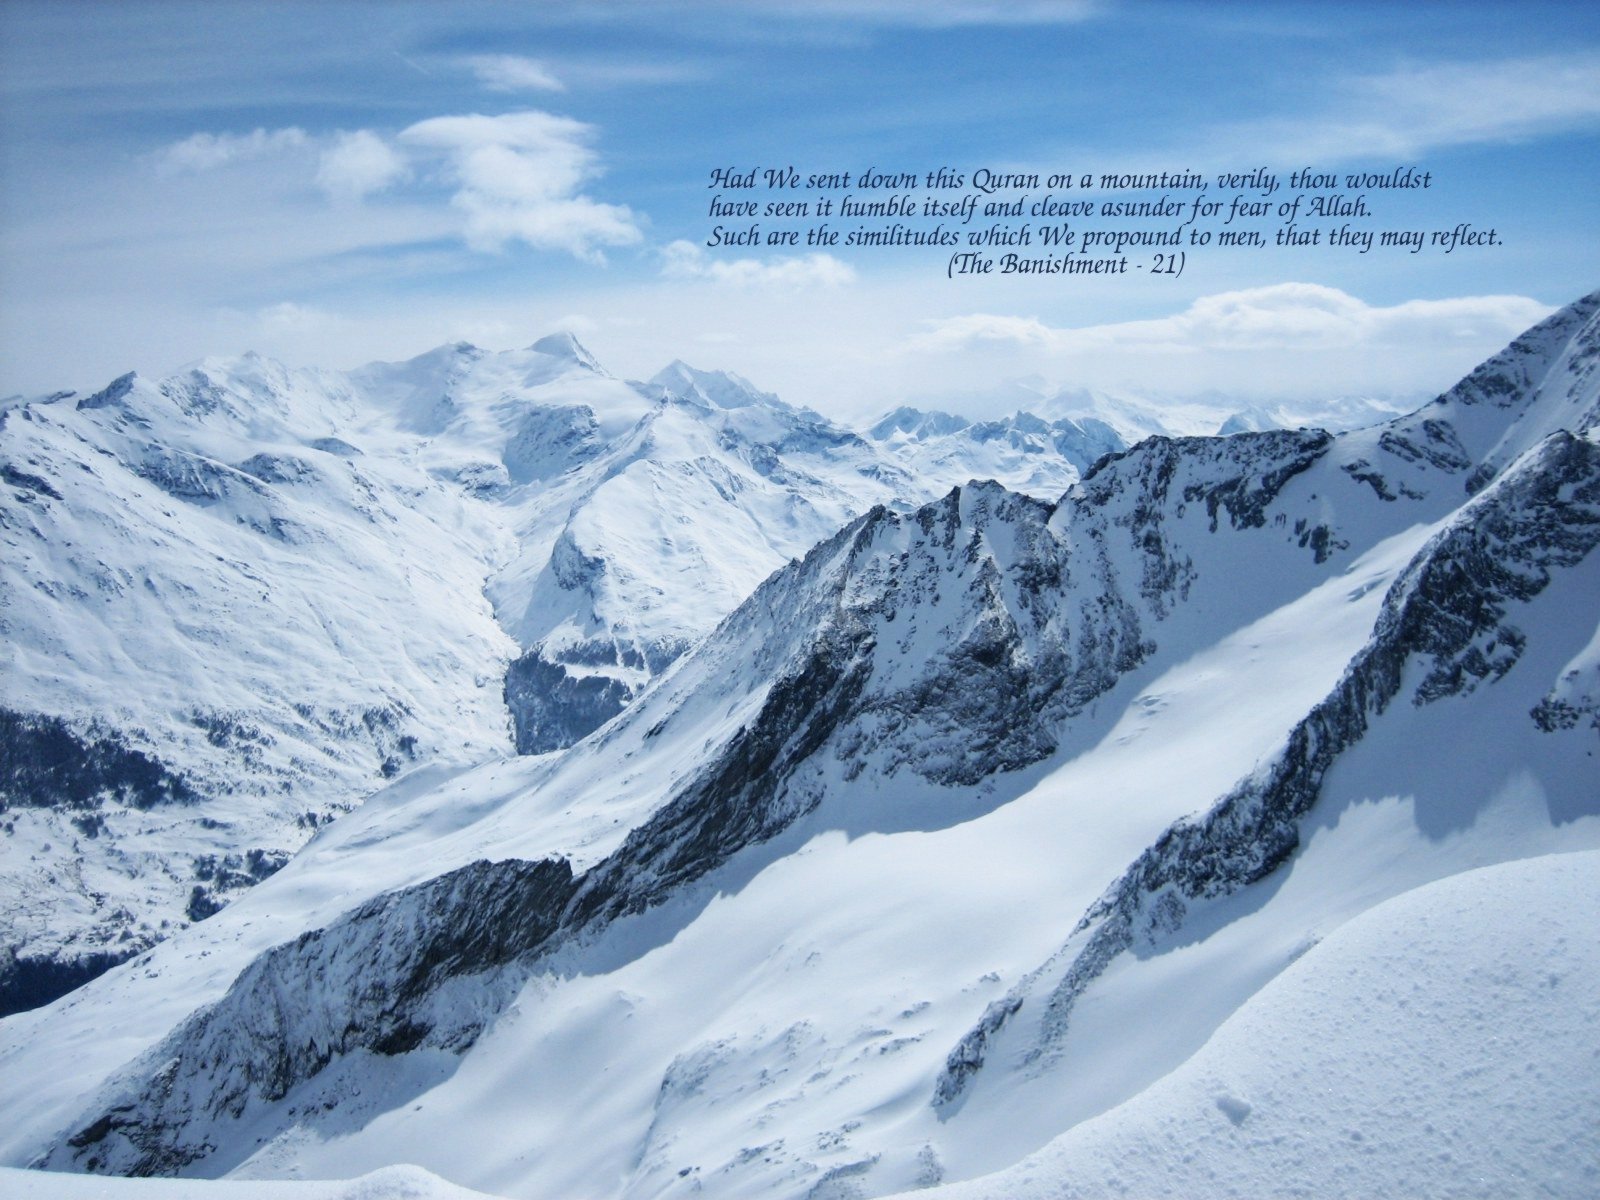 Had We sent down this Quran on a mountain, verily, thou wouldst
have seen it humble itself and cleave asunder for fear of Allah.
Such are the similitudes which We propound to men, that they may reflect.
(The Banishment - 21)